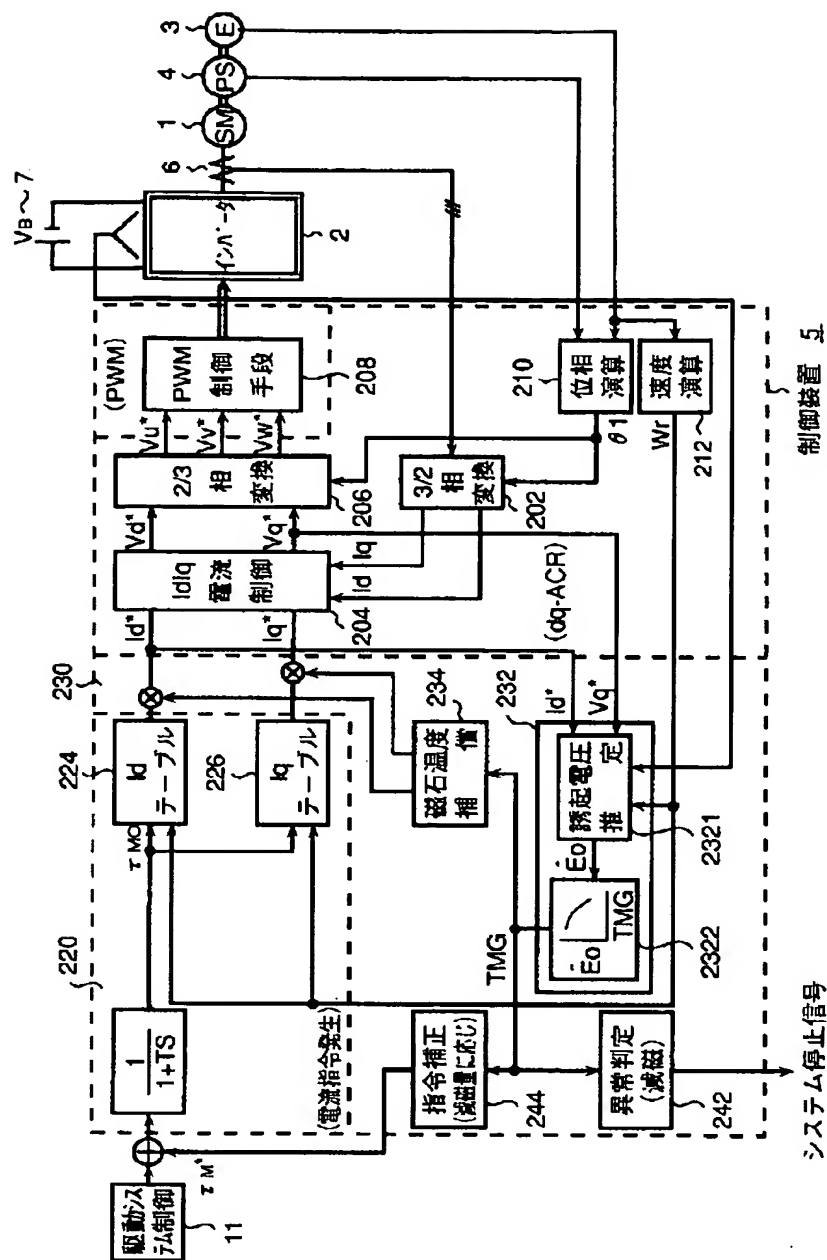 駆動カシス
テム制御
11
τM*
1
1+TS
220
(電流指令発生)
τMO
224
Id
テーブル
226
Iq
テーブル
230
Id*
Iq*
204
IdIq
電流
制御
Vd*
Vq*
Id
Iq
206
2/3
相
変換
Vu*
Vv*
Vw*
(PWM)
PWM
制御
手段
208
インバータ
2
VB〜7
6
1
SM
4
PS
3
E
(dq-ACR)
3/2
相
変換
202
210
位相
演算
θ1
速度
演算
212
Wr
制御装置 5
234
磁石温度
補償
232
Id*
Vq*
誘起電圧
推定
2321
Eo
Eo
TMG
2322
TMG
指令補正
(減磁量に応じ)
244
異常判定
(減磁)
242
システム停止信号